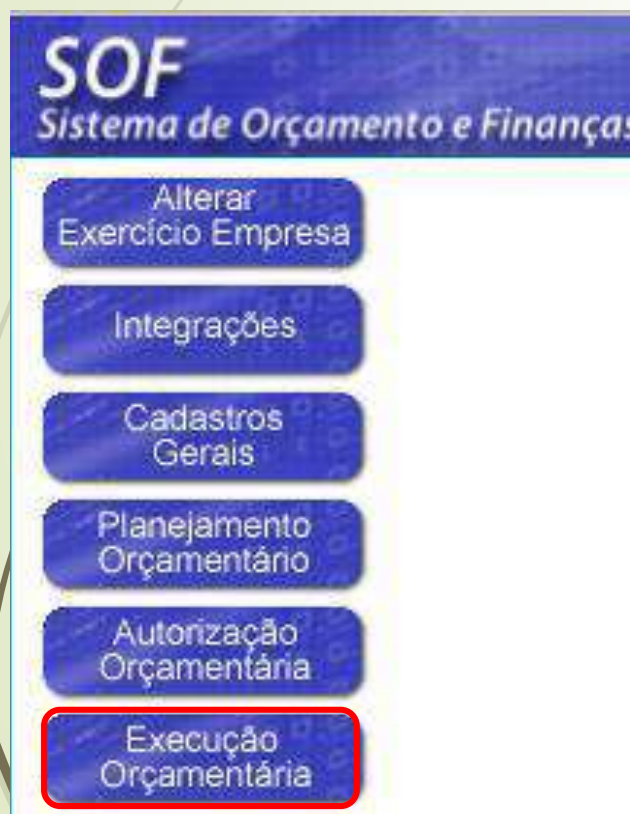 SOF
Sistema de Orçamento e Finanças
Alterar
Exercício Empresa
Integrações
Cadastros
Gerais
Planejamento
Orçamentário
Autorização
Orçamentária
Execução
Orçamentária